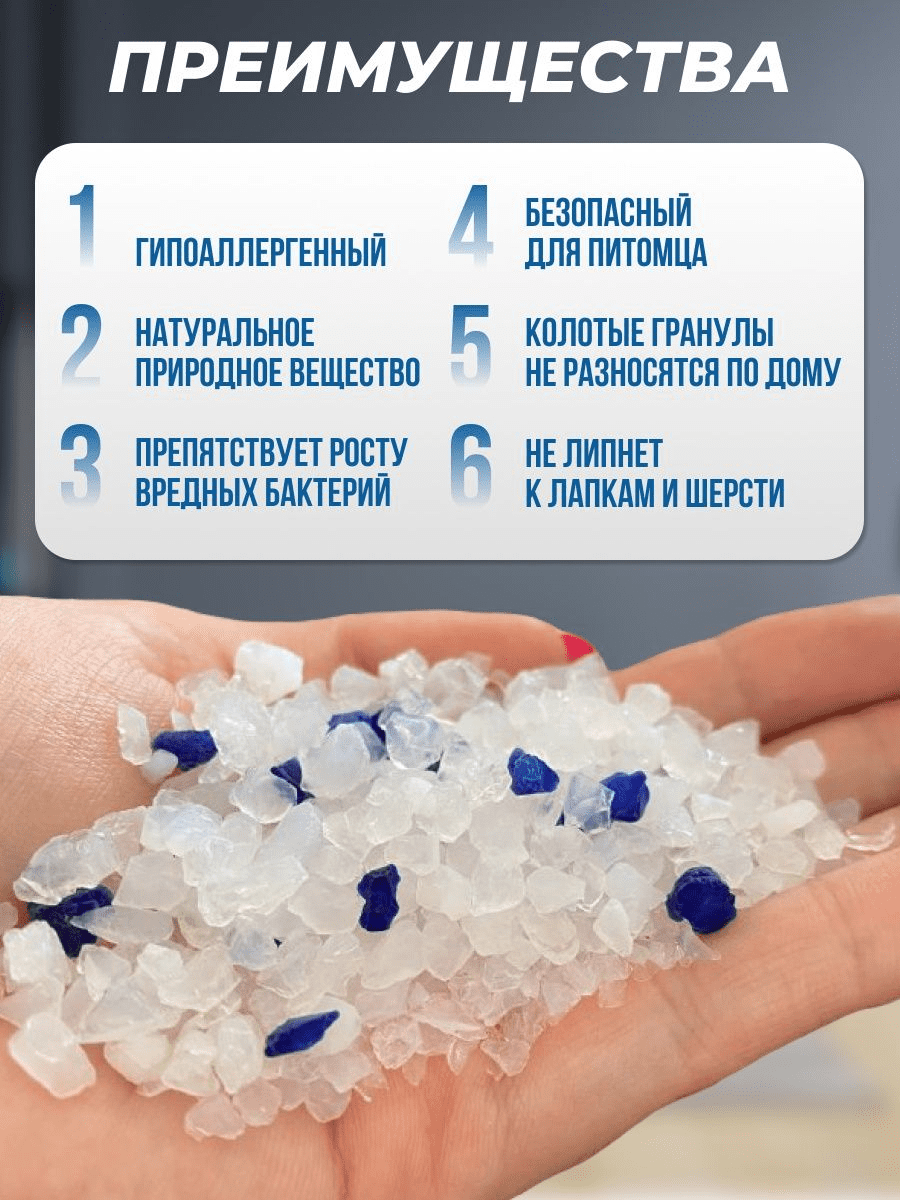 ПРЕИМУЩЕСТВА
1
ГИПОАЛЛЕРГЕННЫЙ
2
НАТУРАЛЬНОЕ
ПРИРОДНОЕ ВЕЩЕСТВО
3
ПРЕПЯТСТВУЕТ РОСТУ
ВРЕДНЫХ БАКТЕРИЙ
4
БЕЗОПАСНЫЙ
ДЛЯ ПИТОМЦА
5
КОЛОТЫЕ ГРАНУЛЫ
НЕ РАЗНОСЯТСЯ ПО ДОМУ
6
НЕ ЛИПНЕТ
К ЛАПКАМ И ШЕРСТИ